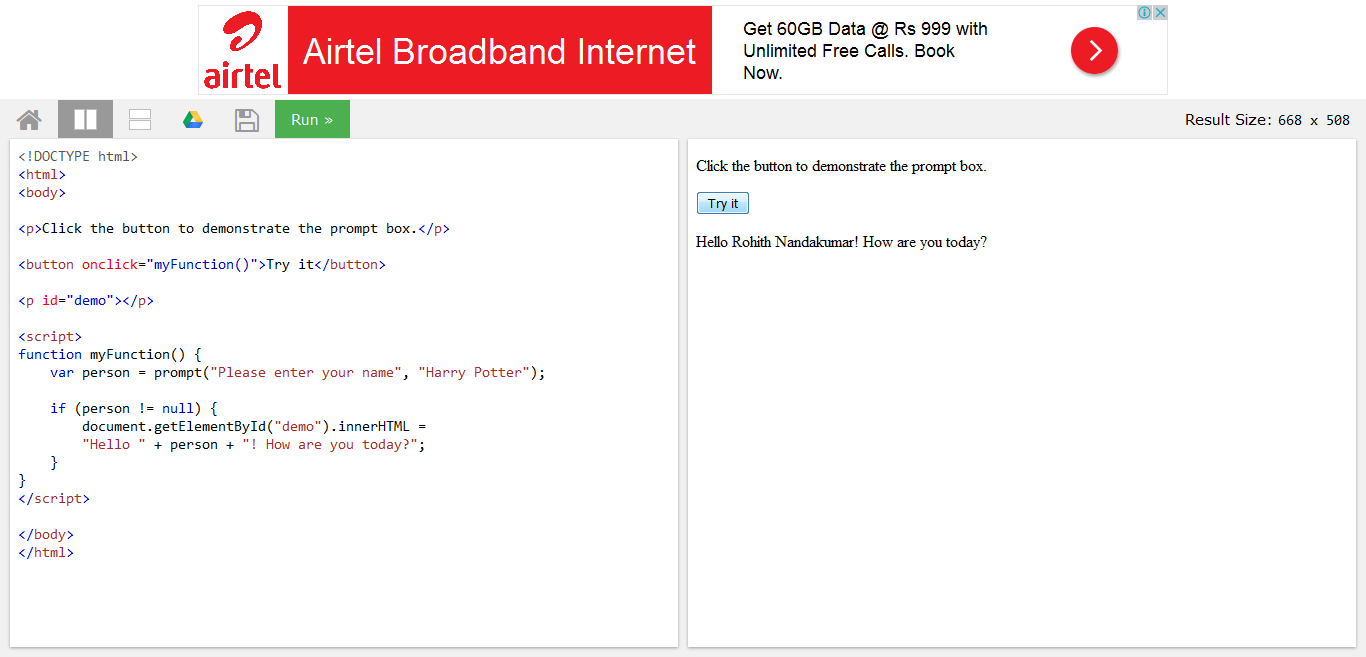 airtel
Airtel Broadband Internet
Get 60GB Data @ Rs 999 with
Unlimited Free Calls. Book
Now.
Run »
Result Size: 668 x 508
<!DOCTYPE html>
<html>
<body>
<p>Click the button to demonstrate the prompt box.</p>
<button onclick="myFunction()">Try it</button>
<p id="demo"></p>
<script>
function myFunction() {
    var person = prompt("Please enter your name", "Harry Potter");
    if (person != null) {
        document.getElementById("demo").innerHTML =
        "Hello " + person + "! How are you today?";
    }
}
</script>
</body>
</html>
Click the button to demonstrate the prompt box.
Try it
Hello Rohith Nandakumar! How are you today?